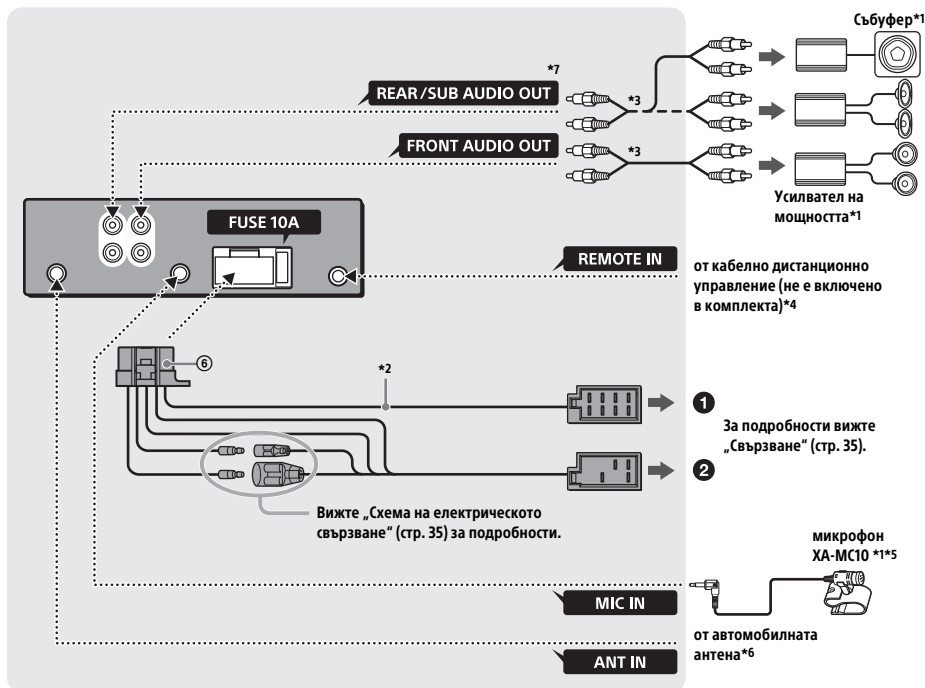 Събуфер*1
*7
REAR/SUB AUDIO OUT
*3
FRONT AUDIO OUT
*3
Усилвател на
мощността*1
FUSE 10A
REMOTE IN
от кабелно дистанционно
управление (не е включено
в комплекта)*4
⑥
*2
❶
За подробности вижте
„Свързване“ (стр. 35).
❷
Вижте „Схема на електрическото
свързване“ (стр. 35) за подробности.
микрофон
XA-MC10 *1*5
MIC IN
от автомобилната
антена*6
ANT IN